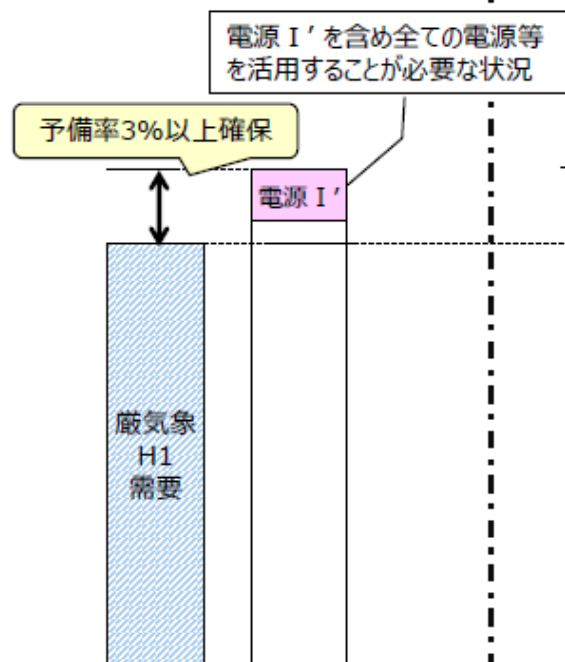 電源Ⅰ’を含め全ての電源等
を活用することが必要な状況
予備率3%以上確保
電源Ⅰ’
厳気象
H1
需要